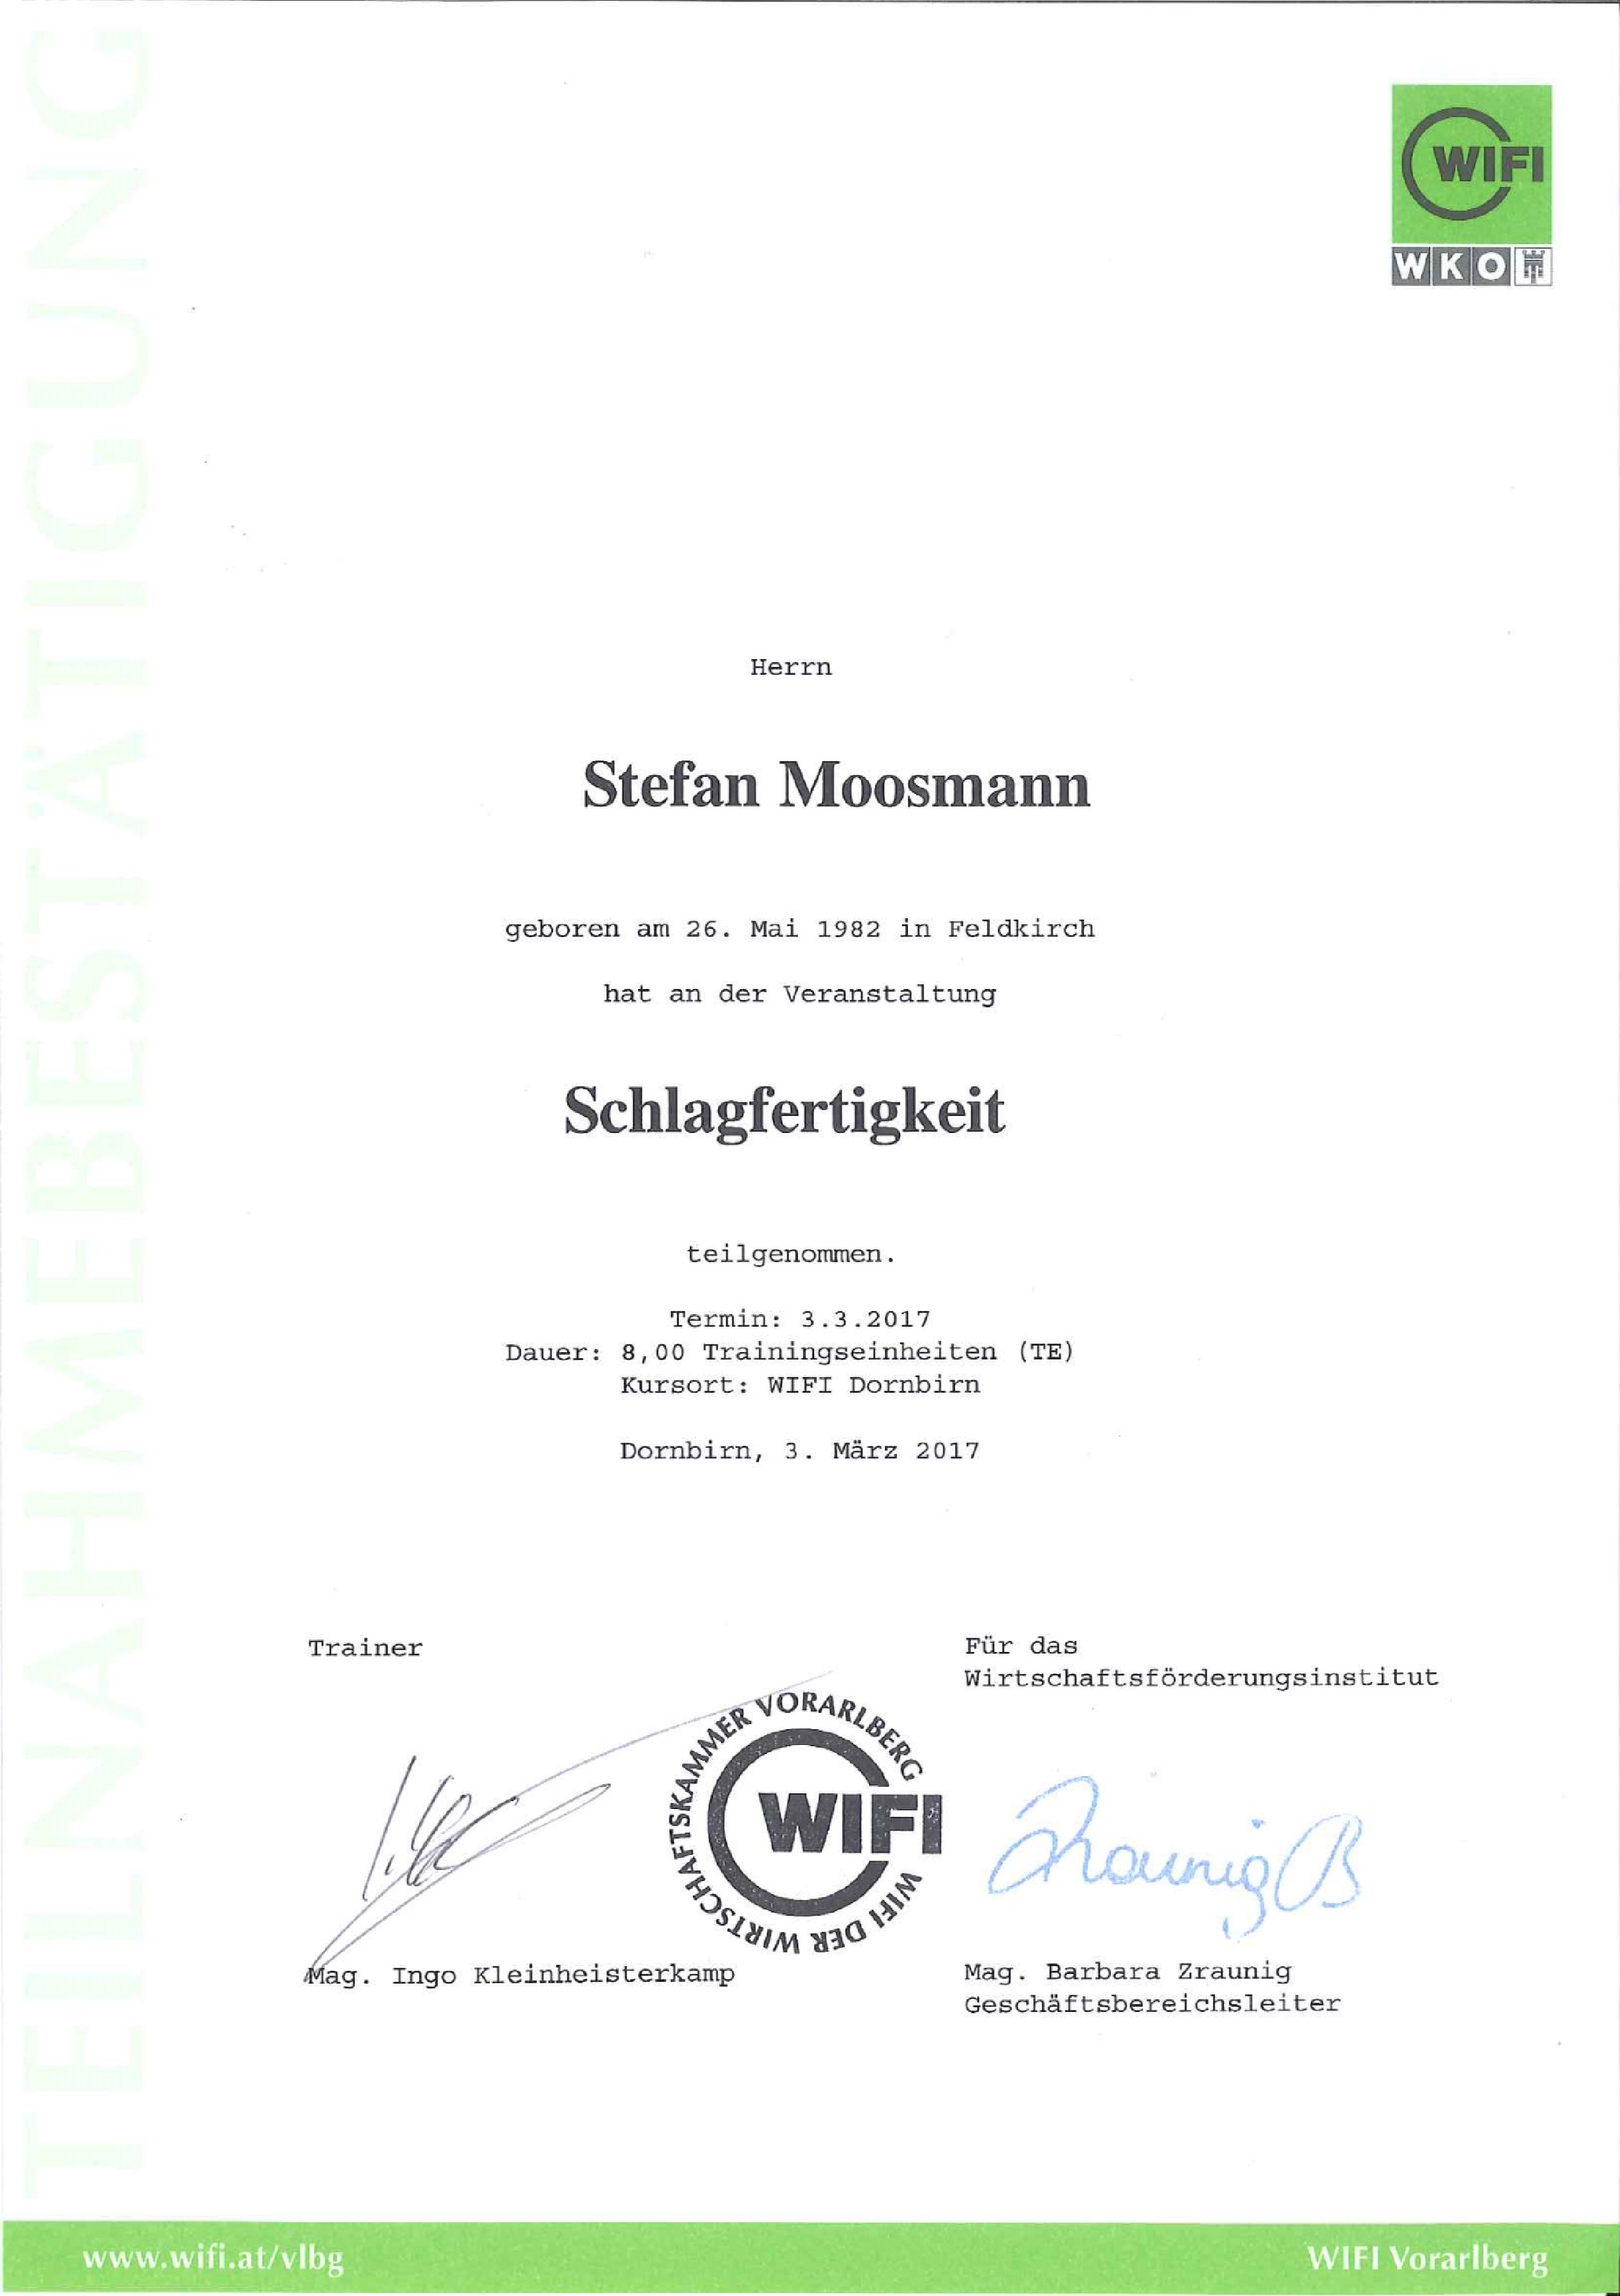 TEILNAHMEBESTÄTIGUNG
WIFI
WKO
Herrn
Stefan Moosmann
geboren am 26. Mai 1982 in Feldkirch
hat an der Veranstaltung
Schlagfertigkeit
teilgenommen.
Termin: 3.3.2017
Dauer: 8,00 Trainingseinheiten (TE)
Kursort: WIFI Dornbirn
Dornbirn, 3. März 2017
Trainer
Für das
Wirtschaftsförderungsinstitut
WIFI DER WIRTSCHAFTSKAMMER VORARLBERG
WIFI
Zraunig B
Mag. Ingo Kleinheisterkamp
Mag. Barbara Zraunig
Geschäftsbereichsleiter
www.wifi.at/vlbg
WIFI Vorarlberg